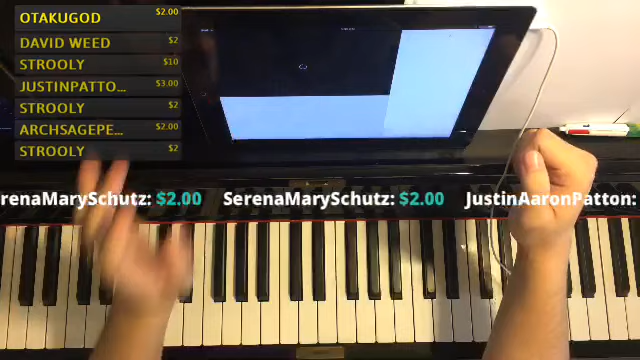 OTAKUGOD $2.00
DAVID WEED $2
STROOLY $10
JUSTINPATTO... $3.00
STROOLY $2
ARCHSAGEPE... $2.00
STROOLY $2
renaMarySchutz: $2.00 SerenaMarySchutz: $2.00 JustinAaronPatton: